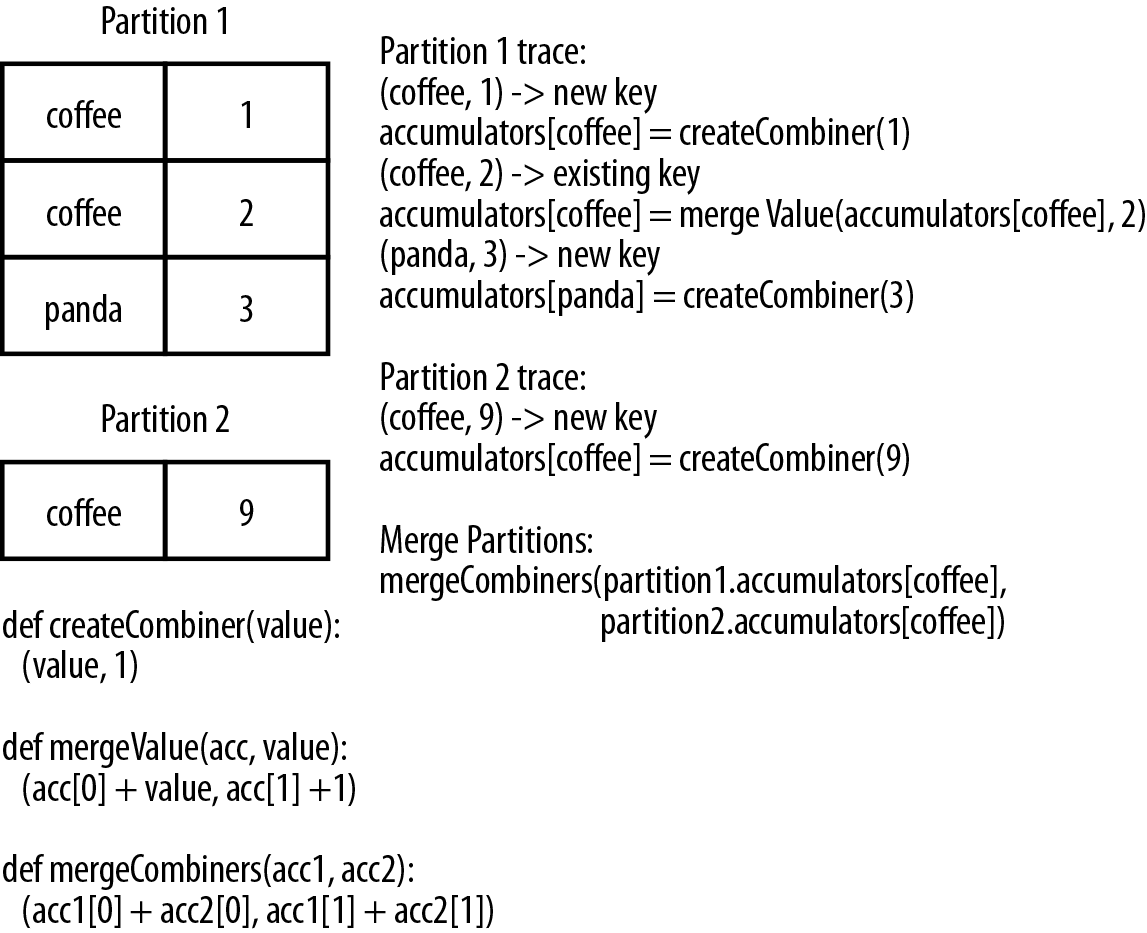 Partition 1
coffee 1
coffee 2
panda 3
Partition 2
coffee 9
def createCombiner(value):
(value, 1)
def mergeValue(acc, value):
(acc[0] + value, acc[1] +1)
def mergeCombiners(acc1, acc2):
(acc1[0] + acc2[0], acc1[1] + acc2[1])
Partition 1 trace:
(coffee, 1) -> new key
accumulators[coffee] = createCombiner(1)
(coffee, 2) -> existing key
accumulators[coffee] = merge Value(accumulators[coffee], 2)
(panda, 3) -> new key
accumulators[panda] = createCombiner(3)
Partition 2 trace:
(coffee, 9) -> new key
accumulators[coffee] = createCombiner(9)
Merge Partitions:
mergeCombiners(partition1.accumulators[coffee],
partition2.accumulators[coffee])